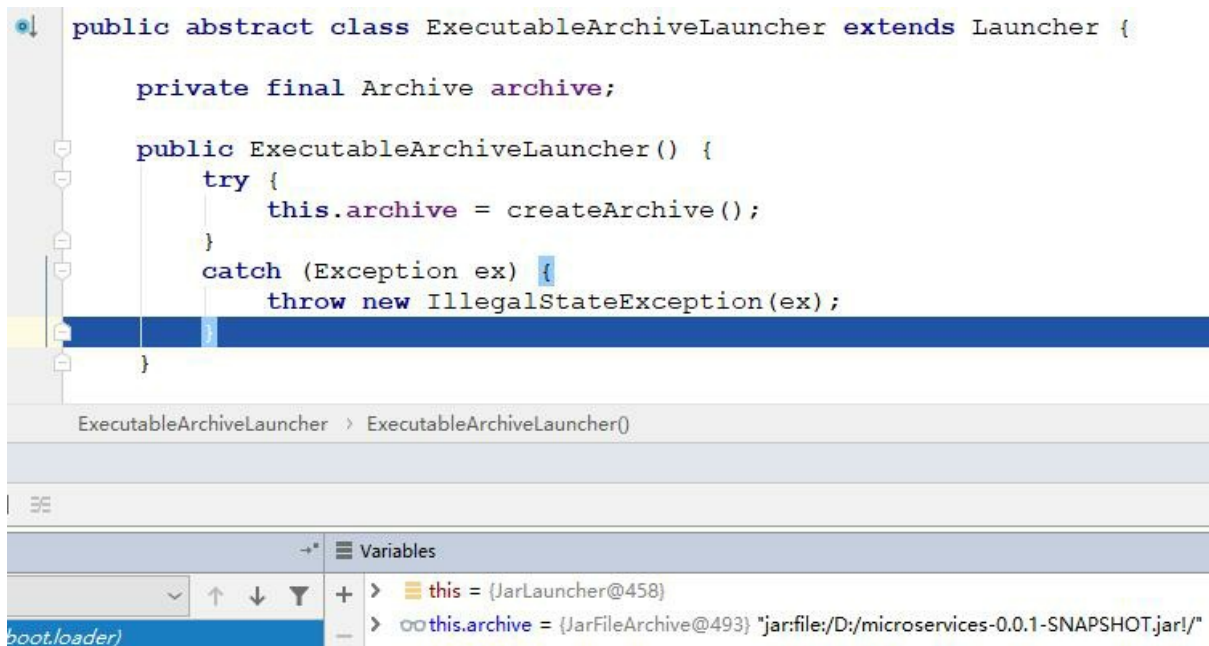 public abstract class ExecutableArchiveLauncher extends Launcher {
private final Archive archive;
public ExecutableArchiveLauncher() {
try {
this.archive = createArchive();
}
catch (Exception ex) {
throw new IllegalStateException(ex);
}
}
ExecutableArchiveLauncher > ExecutableArchiveLauncher()
Variables
this = {JarLauncher@458}
boot.loader)
this.archive = {JarFileArchive@493} "jar:file:/D:/microservices-0.0.1-SNAPSHOT.jar!/"